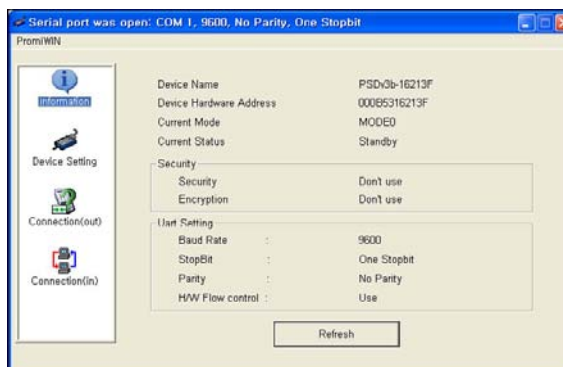 Serial port was open: COM 1, 9600, No Parity, One Stopbit
PromiWIN
Information
Device Setting
Connection(out)
Connection(in)
Device Name PSDv3b-16213F
Device Hardware Address 000B5316213F
Current Mode MODE0
Current Status Standby
Security
Security Don't use
Encryption Don't use
Uart Setting
Baud Rate : 9600
StopBit : One Stopbit
Parity : No Parity
H/W Flow control : Use
Refresh